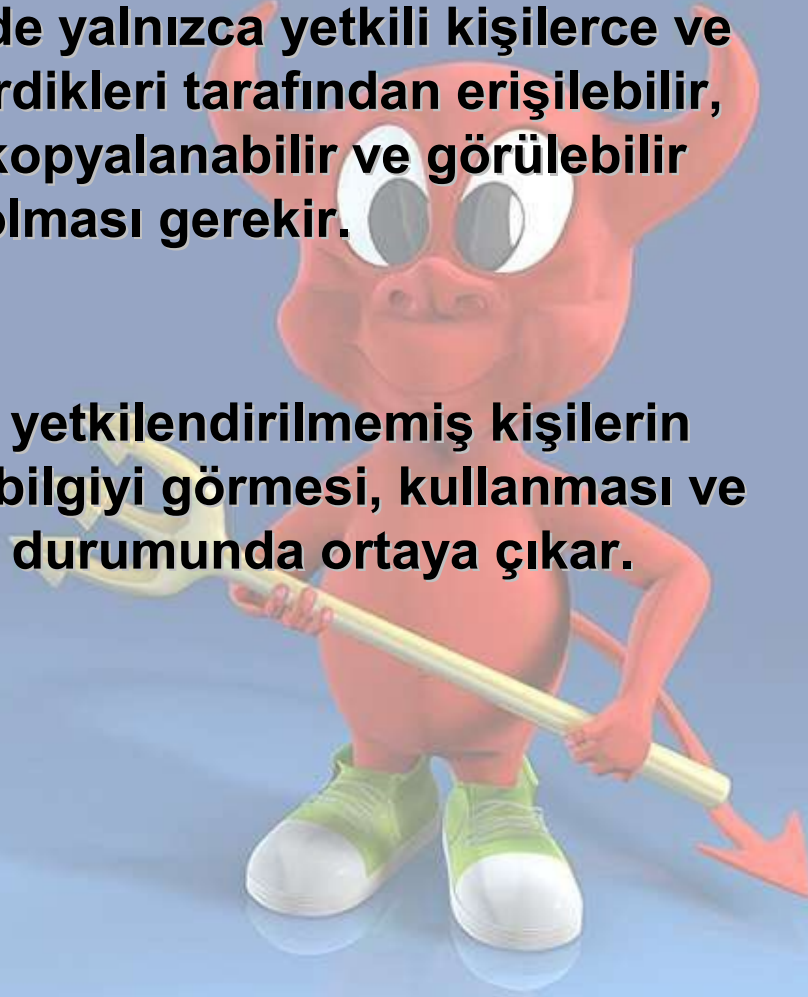 de yalnızca yetkili kişilerce ve
rdikleri tarafından erişilebilir,
kopyalanabilir ve görülebilir
olması gerekir.
yetkilendirilmemiş kişilerin
bilgiyi görmesi, kullanması ve
durumunda ortaya çıkar.